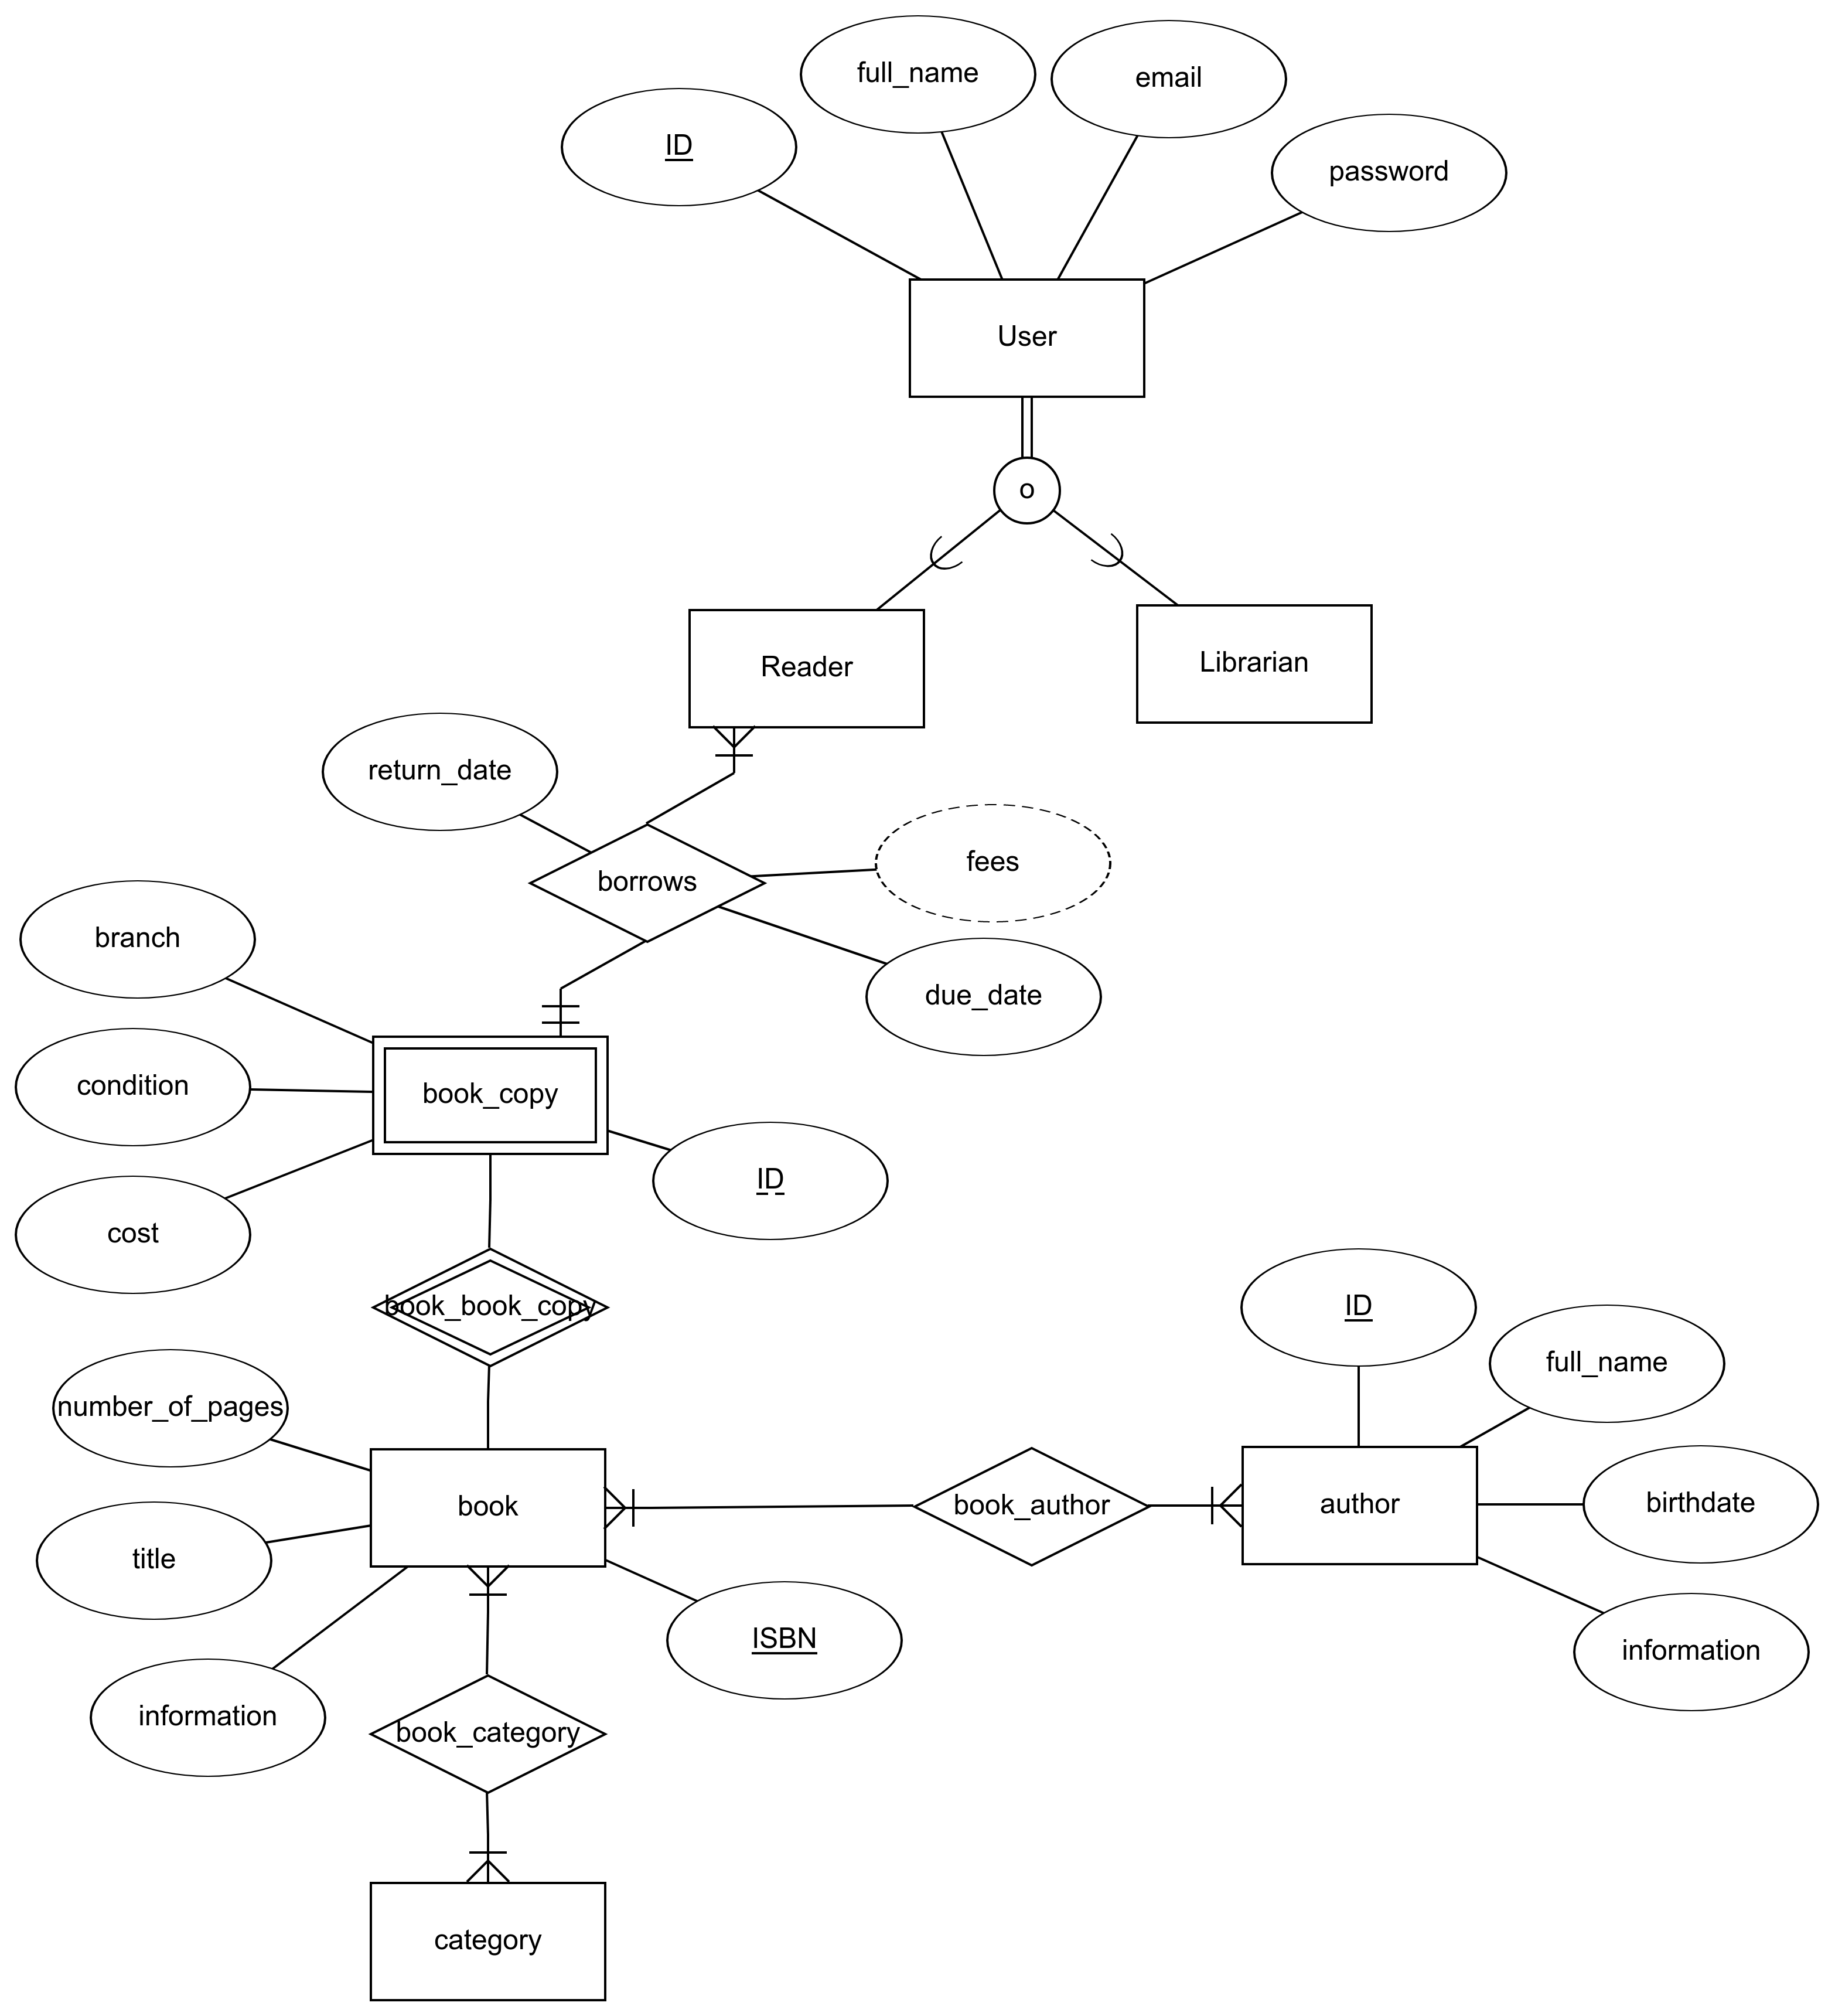 full_name
email
ID
password
User
o
Reader
Librarian
return_date
fees
borrows
branch
due_date
condition
book_copy
ID
cost
book_book_copy
ID
full_name
number_of_pages
book
book_author
author
birthdate
title
ISBN
information
information
book_category
category